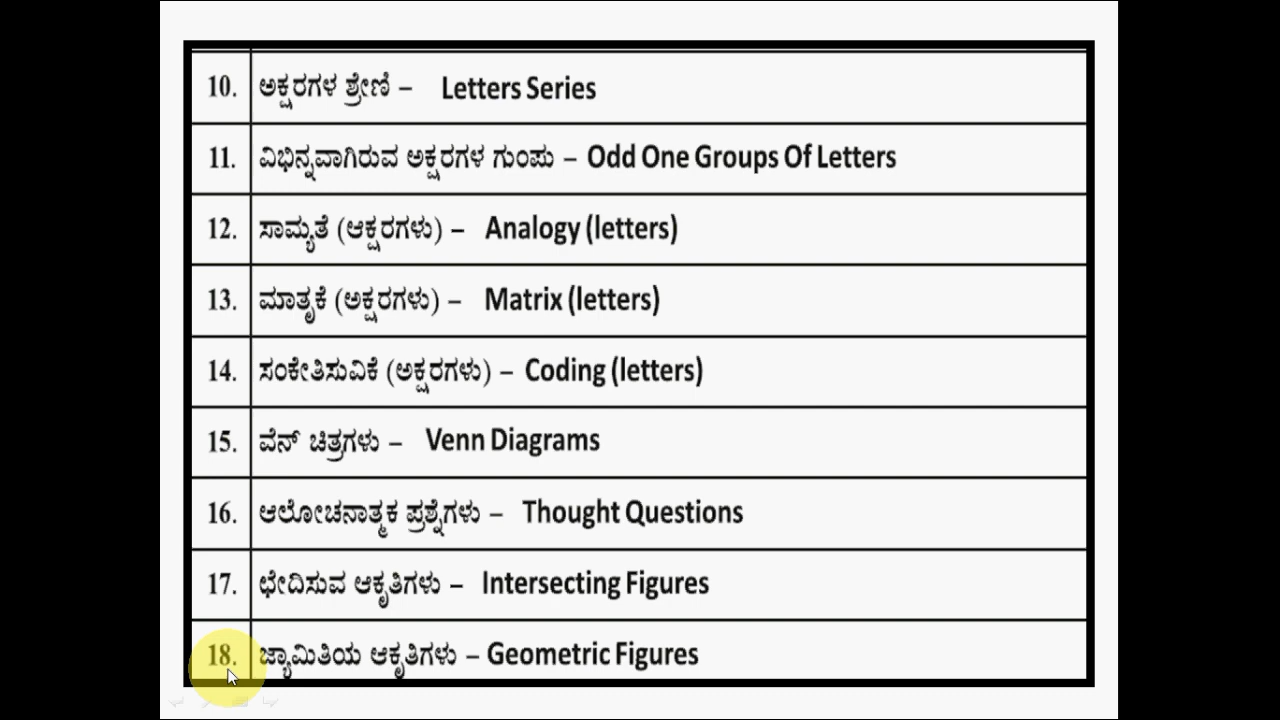 10. ಅಕ್ಷರಗಳ ಶ್ರೇಣಿ – Letters Series
11. ವಿಭಿನ್ನವಾಗಿರುವ ಅಕ್ಷರಗಳ ಗುಂಪು – Odd One Groups Of Letters
12. ಸಾಮ್ಯತೆ (ಆಕ್ಷರಗಳು) – Analogy (letters)
13. ಮಾತೃಕೆ (ಅಕ್ಷರಗಳು) – Matrix (letters)
14. ಸಂಕೇತಿಸುವಿಕೆ (ಅಕ್ಷರಗಳು) – Coding (letters)
15. ವೆನ್ ಚಿತ್ರಗಳು – Venn Diagrams
16. ಆಲೋಚನಾತ್ಮಕ ಪ್ರಶ್ನೆಗಳು – Thought Questions
17. ಛೇದಿಸುವ ಆಕೃತಿಗಳು – Intersecting Figures
18. ಜ್ಯಾಮಿತಿಯ ಆಕೃತಿಗಳು – Geometric Figures